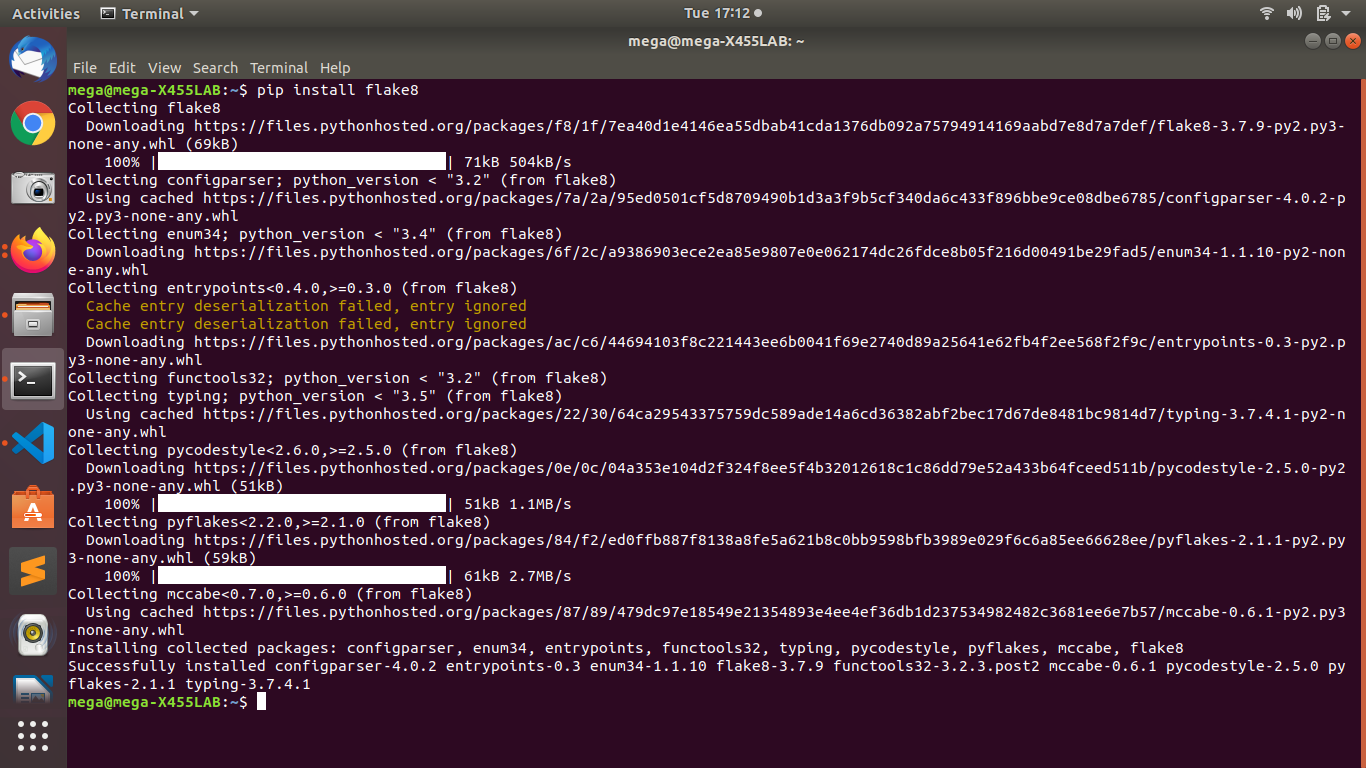 Activities Terminal Tue 17:12
mega@mega-X455LAB: ~
File Edit View Search Terminal Help
mega@mega-X455LAB:~$ pip install flake8
Collecting flake8
  Downloading https://files.pythonhosted.org/packages/f8/1f/7ea40d1e4146ea55dbab41cda1376db092a75794914169aabd7e8d7a7def/flake8-3.7.9-py2.py3-
none-any.whl (69kB)
    100% |                                | 71kB 504kB/s
Collecting configparser; python_version < "3.2" (from flake8)
  Using cached https://files.pythonhosted.org/packages/7a/2a/95ed0501cf5d8709490b1d3a3f9b5cf340da6c433f896bbe9ce08dbe6785/configparser-4.0.2-p
y2.py3-none-any.whl
Collecting enum34; python_version < "3.4" (from flake8)
  Downloading https://files.pythonhosted.org/packages/6f/2c/a9386903ece2ea85e9807e0e062174dc26fdce8b05f216d00491be29fad5/enum34-1.1.10-py2-non
e-any.whl
Collecting entrypoints<0.4.0,>=0.3.0 (from flake8)
  Cache entry deserialization failed, entry ignored
  Cache entry deserialization failed, entry ignored
  Downloading https://files.pythonhosted.org/packages/ac/c6/44694103f8c221443ee6b0041f69e2740d89a25641e62fb4f2ee568f2f9c/entrypoints-0.3-py2.p
y3-none-any.whl
Collecting functools32; python_version < "3.2" (from flake8)
Collecting typing; python_version < "3.5" (from flake8)
  Using cached https://files.pythonhosted.org/packages/22/30/64ca29543375759dc589ade14a6cd36382abf2bec17d67de8481bc9814d7/typing-3.7.4.1-py2-n
one-any.whl
Collecting pycodestyle<2.6.0,>=2.5.0 (from flake8)
  Downloading https://files.pythonhosted.org/packages/0e/0c/04a353e104d2f324f8ee5f4b32012618c1c86dd79e52a433b64fceed511b/pycodestyle-2.5.0-py2
.py3-none-any.whl (51kB)
    100% |                                | 51kB 1.1MB/s
Collecting pyflakes<2.2.0,>=2.1.0 (from flake8)
  Downloading https://files.pythonhosted.org/packages/84/f2/ed0ffb887f8138a8fe5a621b8c0bb9598bfb3989e029f6c6a85ee66628ee/pyflakes-2.1.1-py2.py
3-none-any.whl (59kB)
    100% |                                | 61kB 2.7MB/s
Collecting mccabe<0.7.0,>=0.6.0 (from flake8)
  Using cached https://files.pythonhosted.org/packages/87/89/479dc97e18549e21354893e4ee4ef36db1d237534982482c3681ee6e7b57/mccabe-0.6.1-py2.py3
-none-any.whl
Installing collected packages: configparser, enum34, entrypoints, functools32, typing, pycodestyle, pyflakes, mccabe, flake8
Successfully installed configparser-4.0.2 entrypoints-0.3 enum34-1.1.10 flake8-3.7.9 functools32-3.2.3.post2 mccabe-0.6.1 pycodestyle-2.5.0 py
flakes-2.1.1 typing-3.7.4.1
mega@mega-X455LAB:~$